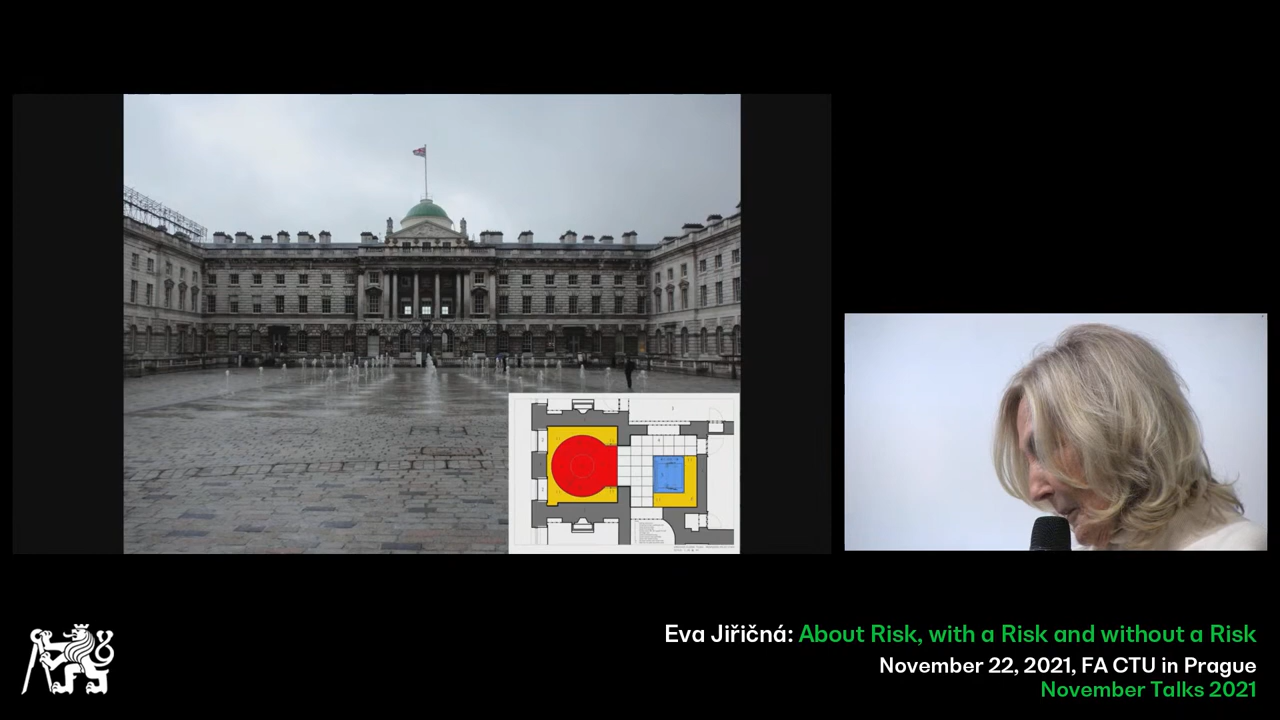 Eva Jiřičná: About Risk, with a Risk and without a Risk
November 22, 2021, FA CTU in Prague
November Talks 2021